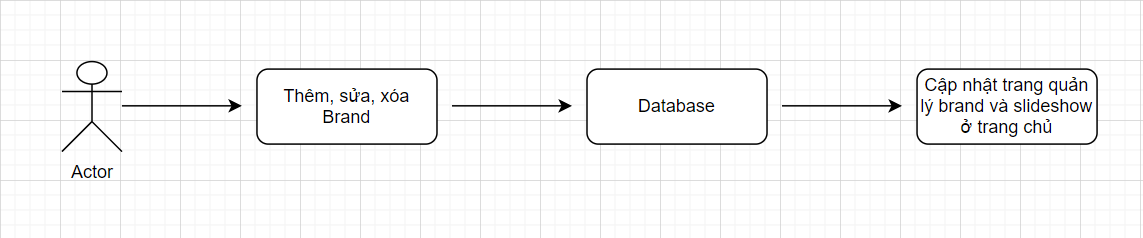 Thêm, sửa, xóa
Brand
Database
Cập nhật trang quản
lý brand và slideshow
ở trang chủ
Actor